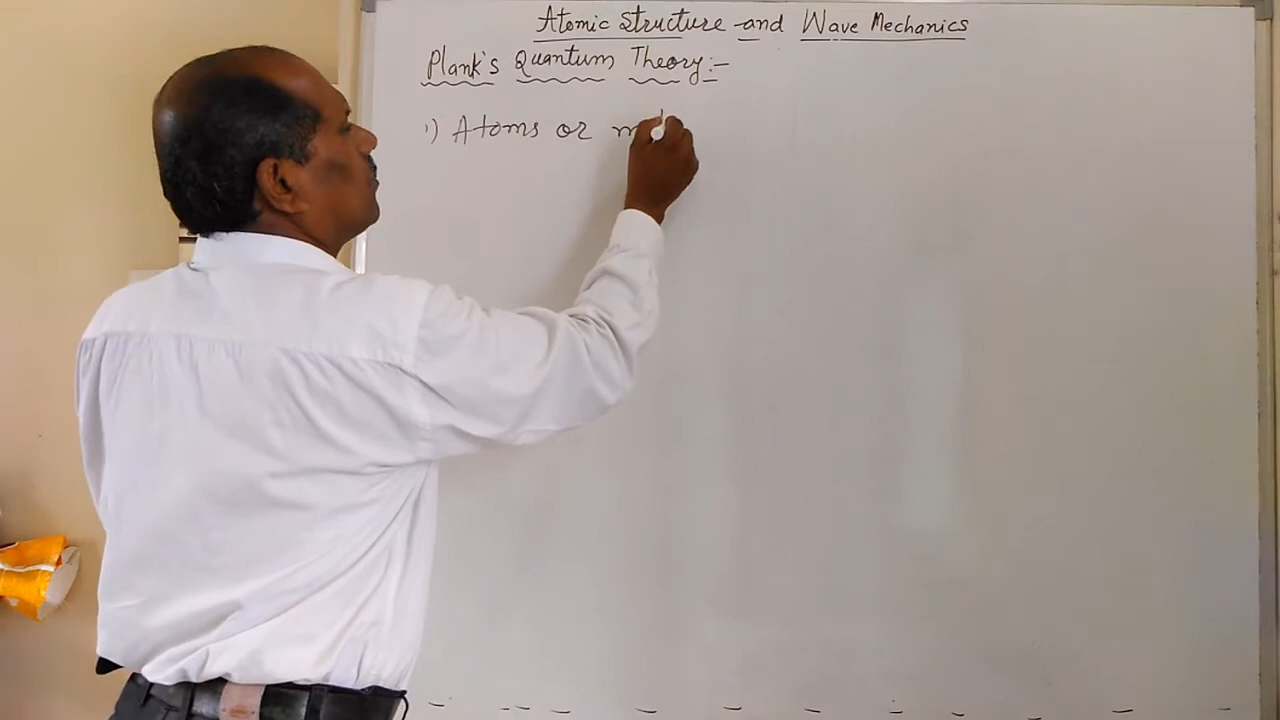 Atomic Structure and Wave Mechanics
Plank's Quantum Theory:-
1) Atoms or